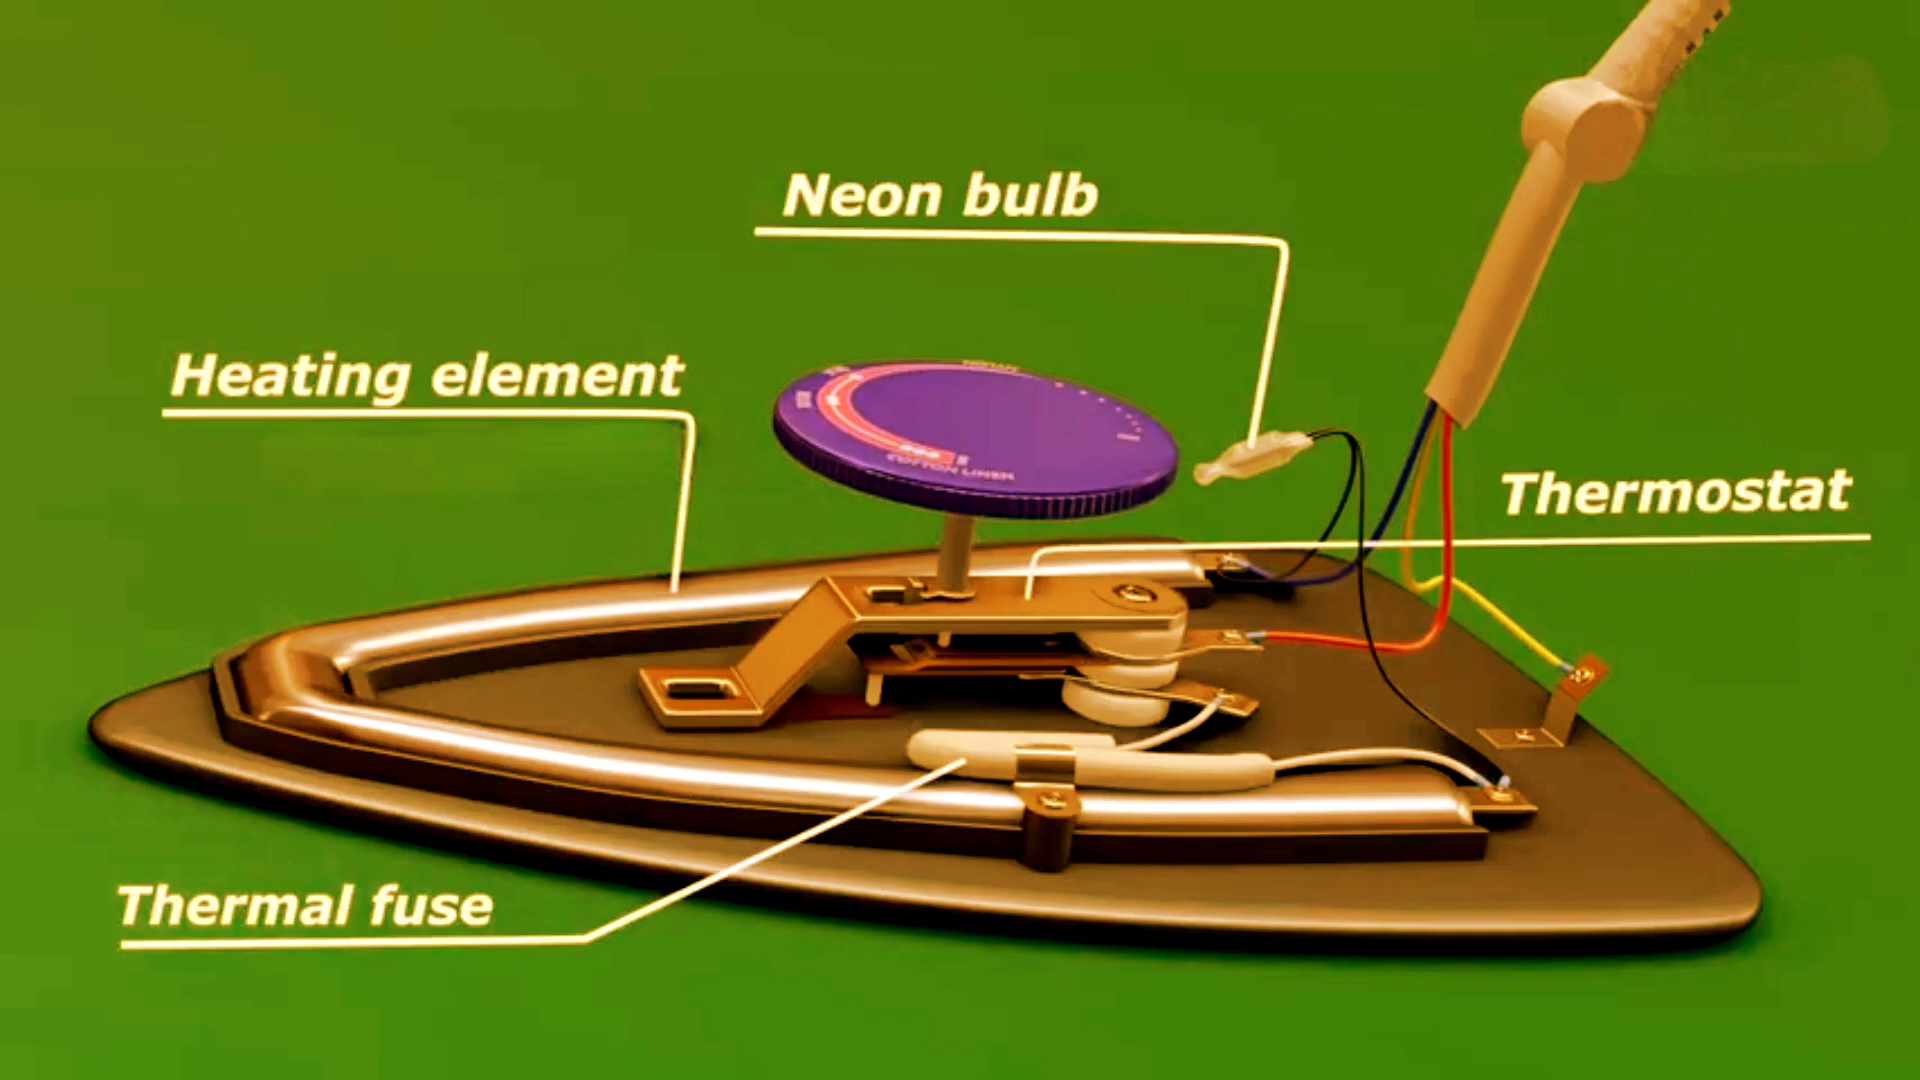 Neon bulb
Heating element
COTTON LINEN
Thermostat
Thermal fuse